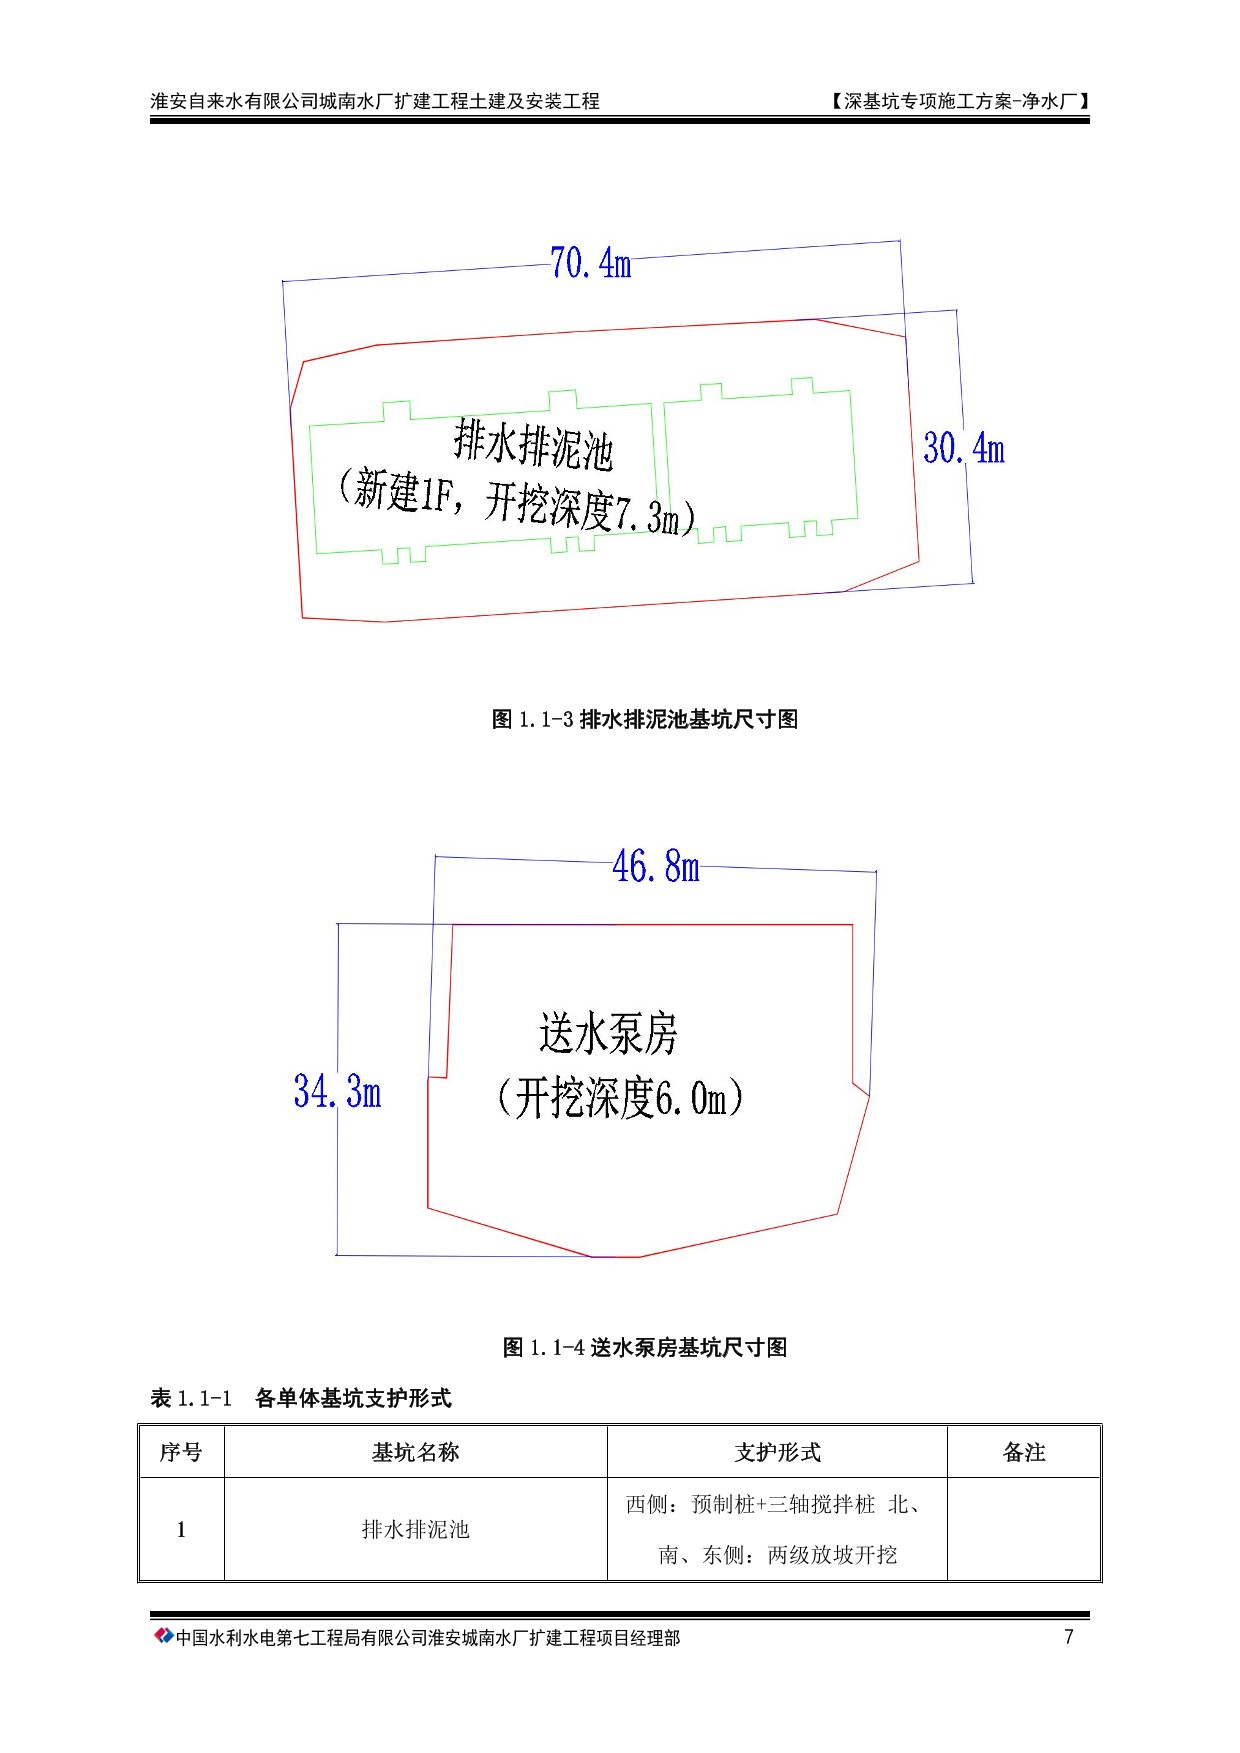 淮安自来水有限公司城南水厂扩建工程土建及安装工程 【深基坑专项施工方案-净水厂】
70.4m
30.4m
排水排泥池
（新建1F，开挖深度7.3m）
图 1.1-3 排水排泥池基坑尺寸图
46.8m
34.3m
送水泵房
（开挖深度6.0m）
图 1.1-4 送水泵房基坑尺寸图
表 1.1-1 各单体基坑支护形式
序号 基坑名称 支护形式 备注
1 排水排泥池 西侧：预制桩+三轴搅拌桩 北、
南、东侧：两级放坡开挖
中国水利水电第七工程局有限公司淮安城南水厂扩建工程项目经理部 7